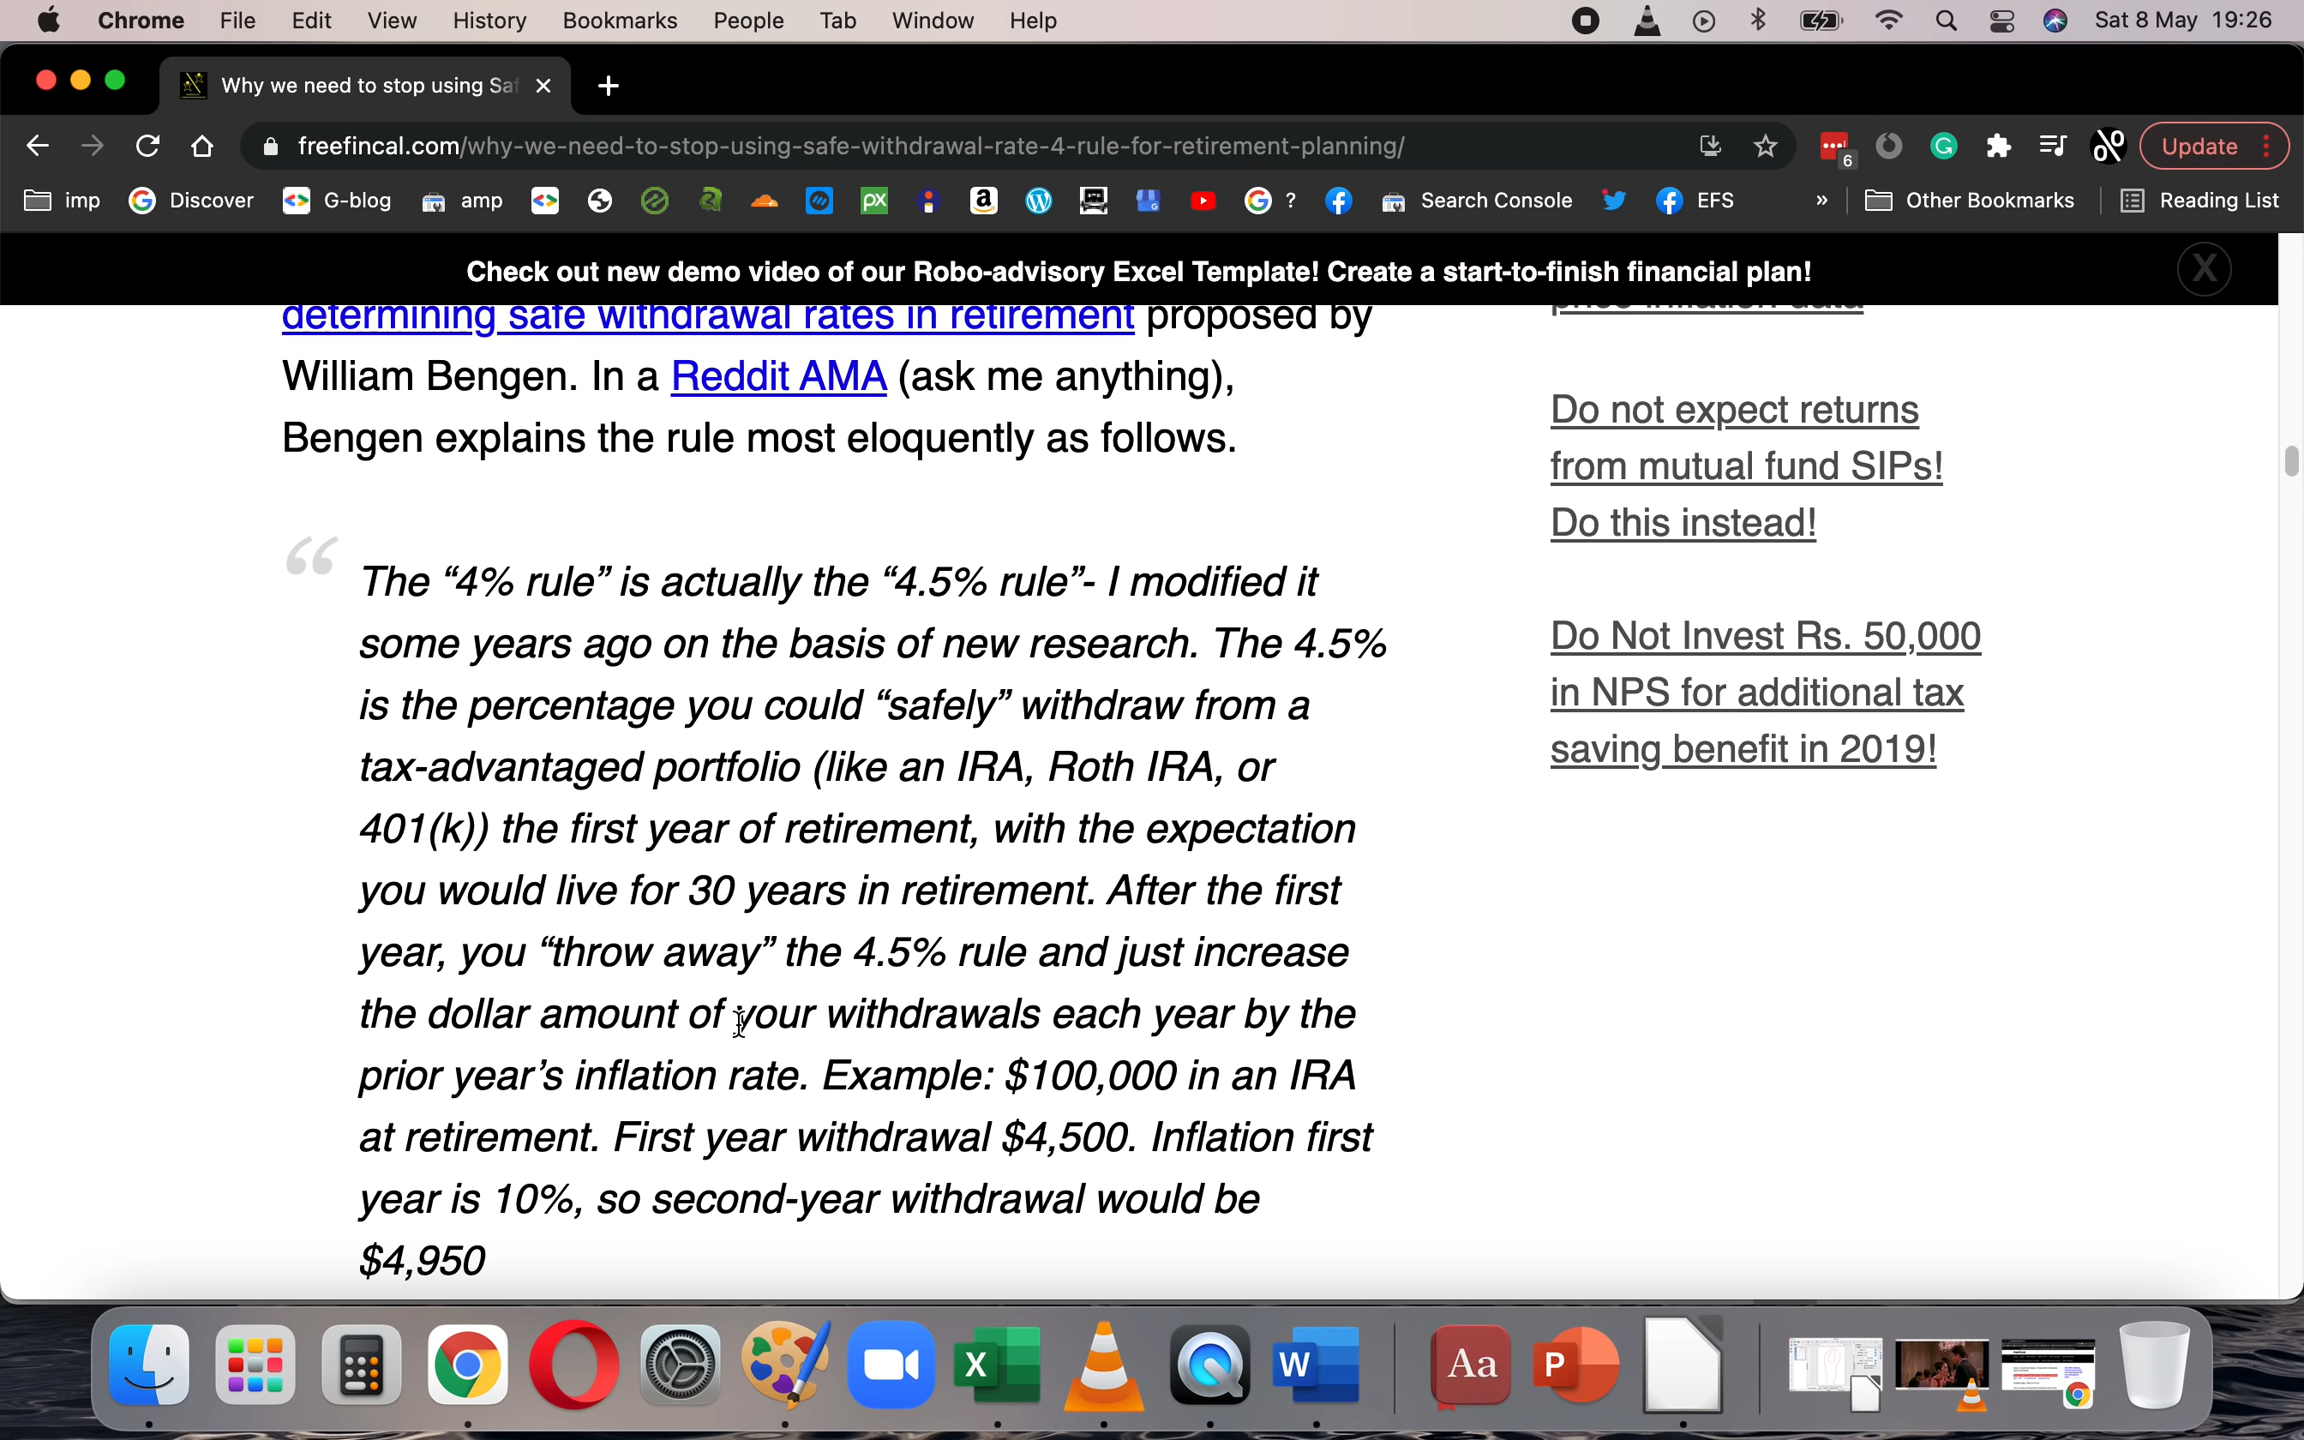 Chrome File Edit View History Bookmarks People Tab Window Help Sat 8 May 19:26
Why we need to stop using Saf
freefincal.com/why-we-need-to-stop-using-safe-withdrawal-rate-4-rule-for-retirement-planning/ 6 Update
imp Discover G-blog amp PX ? Search Console EFS » Other Bookmarks Reading List
Check out new demo video of our Robo-advisory Excel Template! Create a start-to-finish financial plan! X
determining safe withdrawal rates in retirement proposed by
William Bengen. In a Reddit AMA (ask me anything),
Bengen explains the rule most eloquently as follows.
“
The “4% rule” is actually the “4.5% rule”- I modified it
some years ago on the basis of new research. The 4.5%
is the percentage you could “safely” withdraw from a
tax-advantaged portfolio (like an IRA, Roth IRA, or
401(k)) the first year of retirement, with the expectation
you would live for 30 years in retirement. After the first
year, you “throw away” the 4.5% rule and just increase
the dollar amount of your withdrawals each year by the
prior year’s inflation rate. Example: $100,000 in an IRA
at retirement. First year withdrawal $4,500. Inflation first
year is 10%, so second-year withdrawal would be
$4,950
price inflation data
Do not expect returns
from mutual fund SIPs!
Do this instead!
Do Not Invest Rs. 50,000
in NPS for additional tax
saving benefit in 2019!
X W Aa P